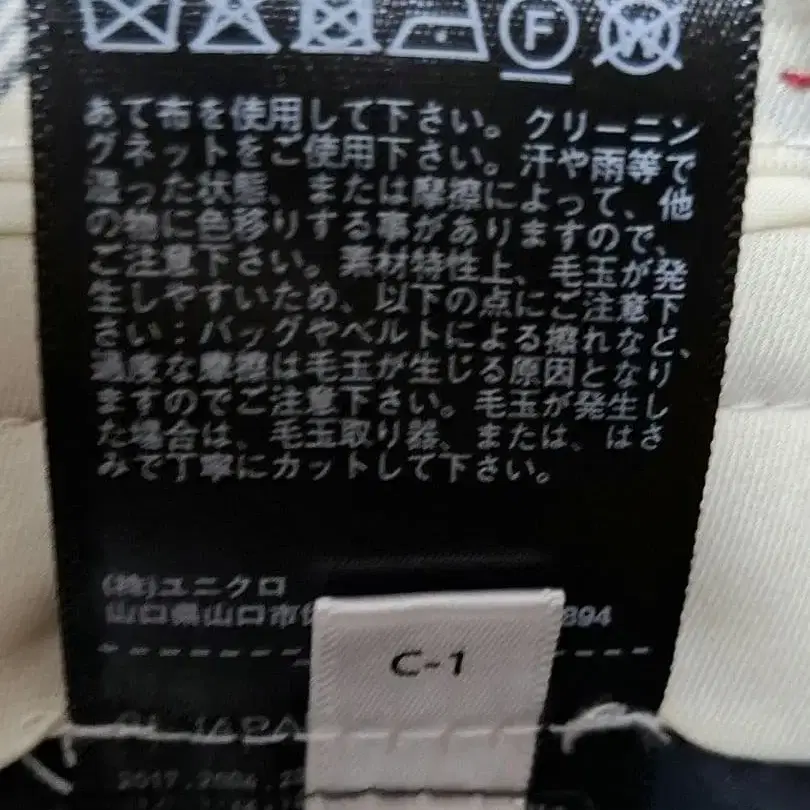 F W
あて布を使用して下さい。クリーニン
グネットをご使用下さい。汗や雨等で
湿った状態、または摩擦によって、他
の物に色移りする事がありますので、
ご注意下さい。素材特性上、毛玉が発
生しやすいため、以下の点にご注意下
さい：バッグやベルトによる擦れなど、
過度な摩擦は毛玉が生じる原因となり
ますのでご注意下さい。毛玉が発生し
た場合は、毛玉取り器、または、はさ
みで丁寧にカットして下さい。
(株)ユニクロ
山口県山口市佐 894
C-1